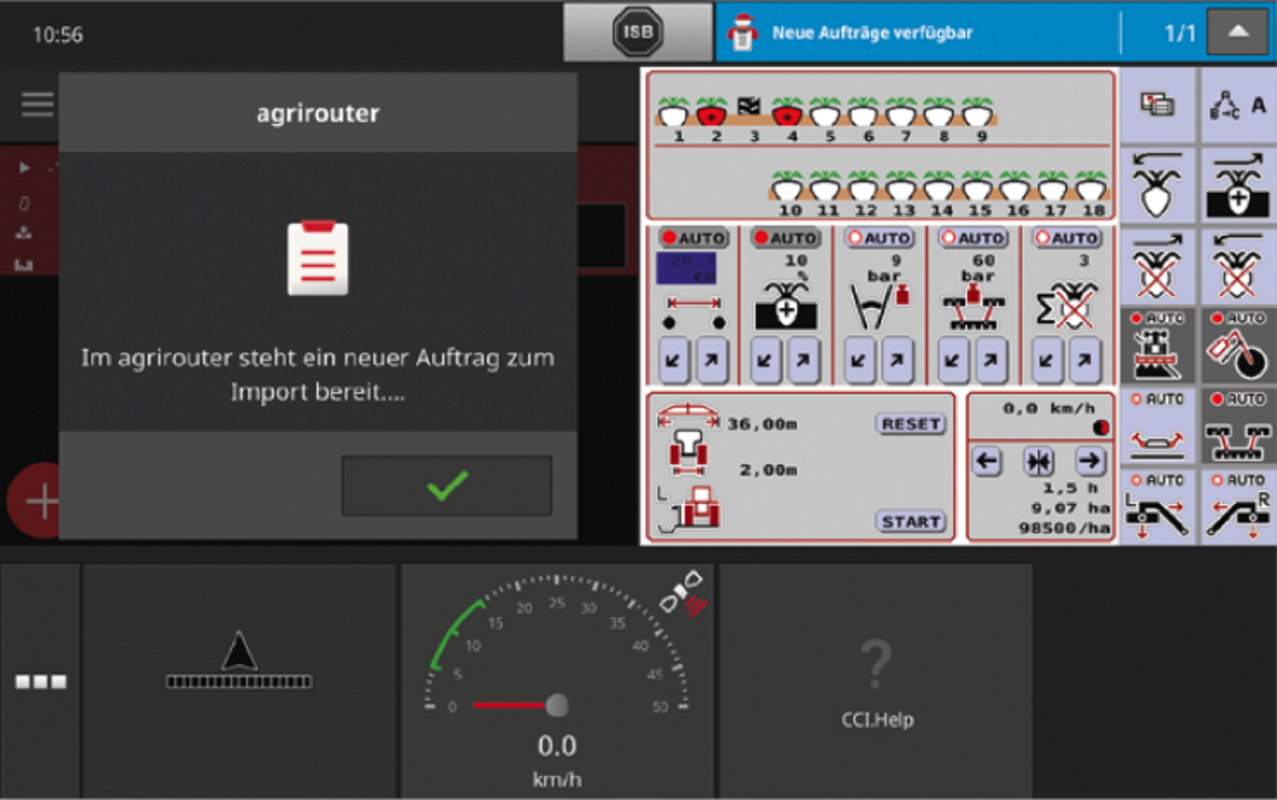 10:56
ISB
Neue Aufträge verfügbar
1/1
agrirouter
Im agrirouter steht ein neuer Auftrag zum
Import bereit....
1 2 3 4 5 6 7 8 9
10 11 12 13 14 15 16 17 18
AUTO AUTO AUTO AUTO AUTO
10 9 60 3
% bar bar
Σ
36,00m
RESET
2,00m
L
START
0,0 km/h
1,5 h
9,07 ha
98500/ha
A
B C A
AUTO AUTO
AUTO AUTO
AUTO AUTO
L R
0 5 10 15 20 25 30 35 40 45 50
0.0
km/h
?
CCI.Help